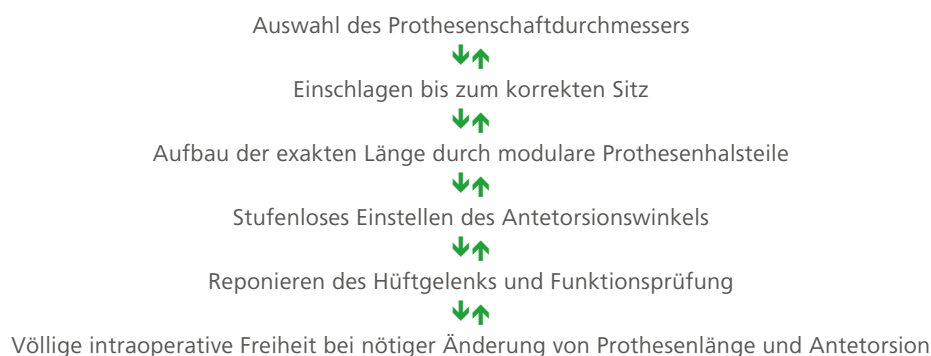 Auswahl des Prothesenschaftdurchmessers
Einschlagen bis zum korrekten Sitz
Aufbau der exakten Länge durch modulare Prothesenhalsteile
Stufenloses Einstellen des Antetorsionswinkels
Reponieren des Hüftgelenks und Funktionsprüfung
Völlige intraoperative Freiheit bei nötiger Änderung von Prothesenlänge und Antetorsion